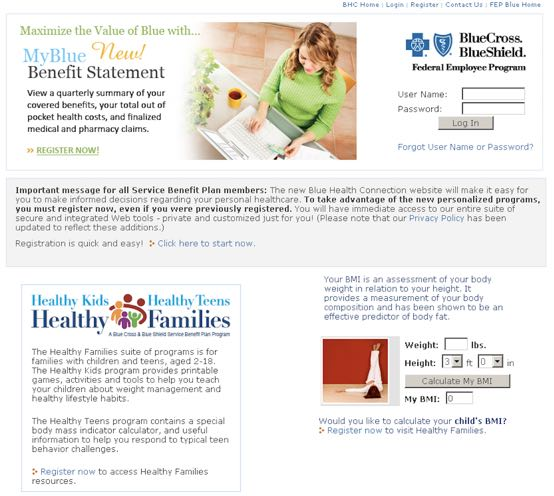 BHC Home | Login | Register | Contact Us | FEP Blue Home
Maximize the Value of Blue with...
MyBlue New!
Benefit Statement
View a quarterly summary of your
covered benefits, your total out of
pocket health costs, and finalized
medical and pharmacy claims.
>> REGISTER NOW!
BlueCross.
BlueShield.
Federal Employee Program
User Name:
Password:
Log In
Forgot User Name or Password?
Important message for all Service Benefit Plan members: The new Blue Health Connection website will make it easy for
you to make informed decisions regarding your personal healthcare. To take advantage of the new personalized programs,
you must register now, even if you were previously registered. You will have immediate access to our entire suite of
secure and integrated Web tools - private and customized just for you! (Please note that our Privacy Policy has been
updated to reflect these additions.)
Registration is quick and easy! Click here to start now.
Healthy Kids Healthy Teens
Healthy Families
A Blue Cross & Blue Shield Service Benefit Plan Program
The Healthy Families suite of programs is for
families with children and teens, aged 2-18.
The Healthy Kids program provides printable
games, activities and tools to help you teach
your children about weight management and
healthy lifestyle habits.
The Healthy Teens program contains a special
body mass indicator calculator, and useful
information to help you respond to typical teen
behavior challenges.
Register now to access Healthy Families
resources.
Your BMI is an assessment of your body
weight in relation to your height. It
provides a measurement of your body
composition and has been shown to be an
effective predictor of body fat.
Weight: lbs.
Height: 3 ft 0 in
Calculate My BMI
My BMI: 0
Would you like to calculate your child's BMI?
Register now to visit Healthy Families.